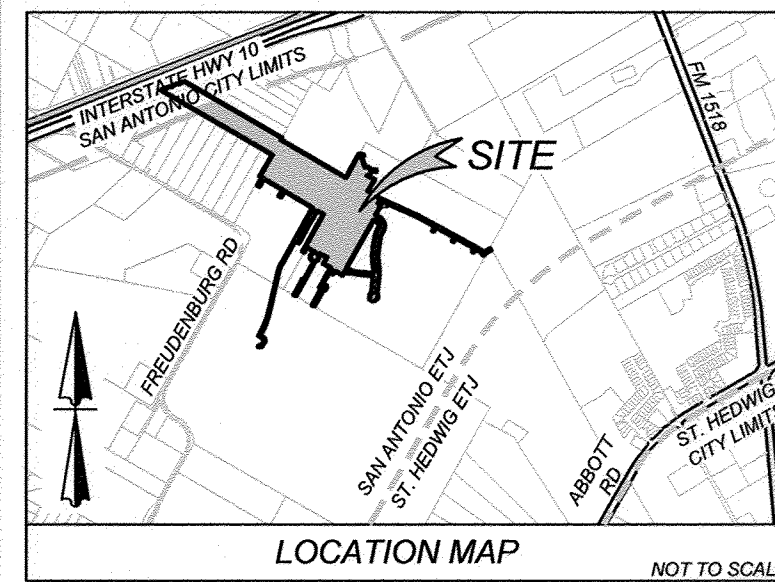 INTERSTATE HWY 10
SAN ANTONIO CITY LIMITS
FM 1518
SITE
FREUDENBURG RD
SAN ANTONIO ETJ
ST. HEDWIG ETJ
ABBOTT
RD
ST. HEDWIG
CITY LIMITS
LOCATION MAP
NOT TO SCAL